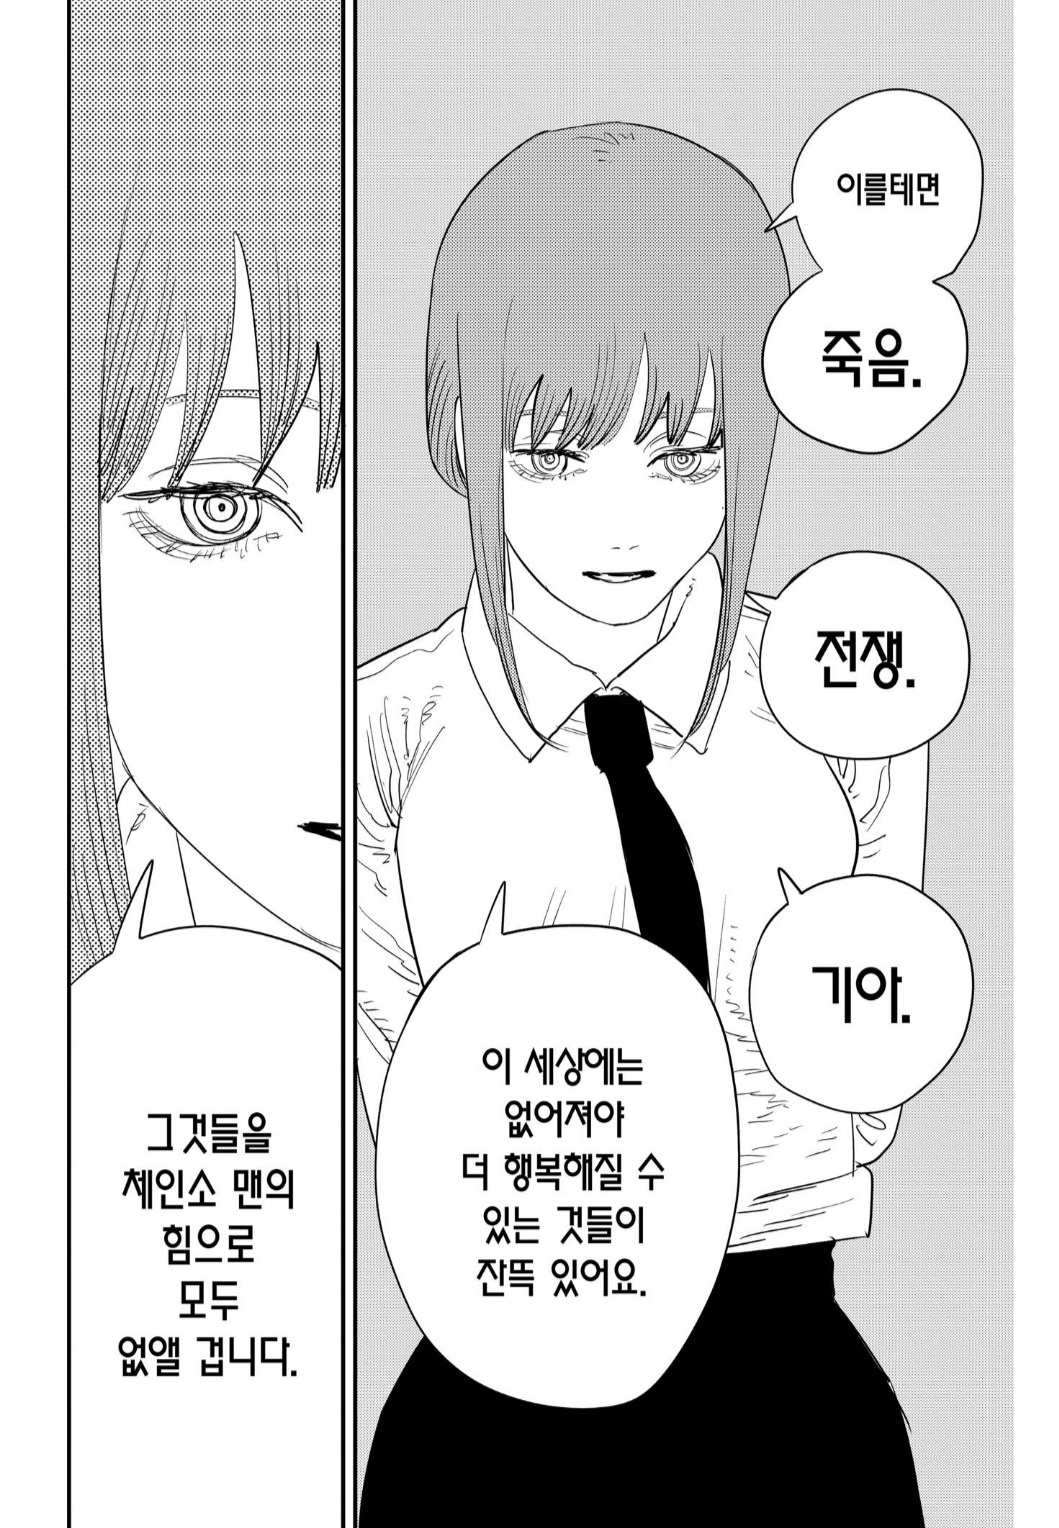 이를테면
죽음.
전쟁.
기아.
이 세상에는
없어져야
더 행복해질 수
있는 것들이
잔뜩 있어요.
그것들을
체인소 맨의
힘으로
모두
없앨 겁니다.